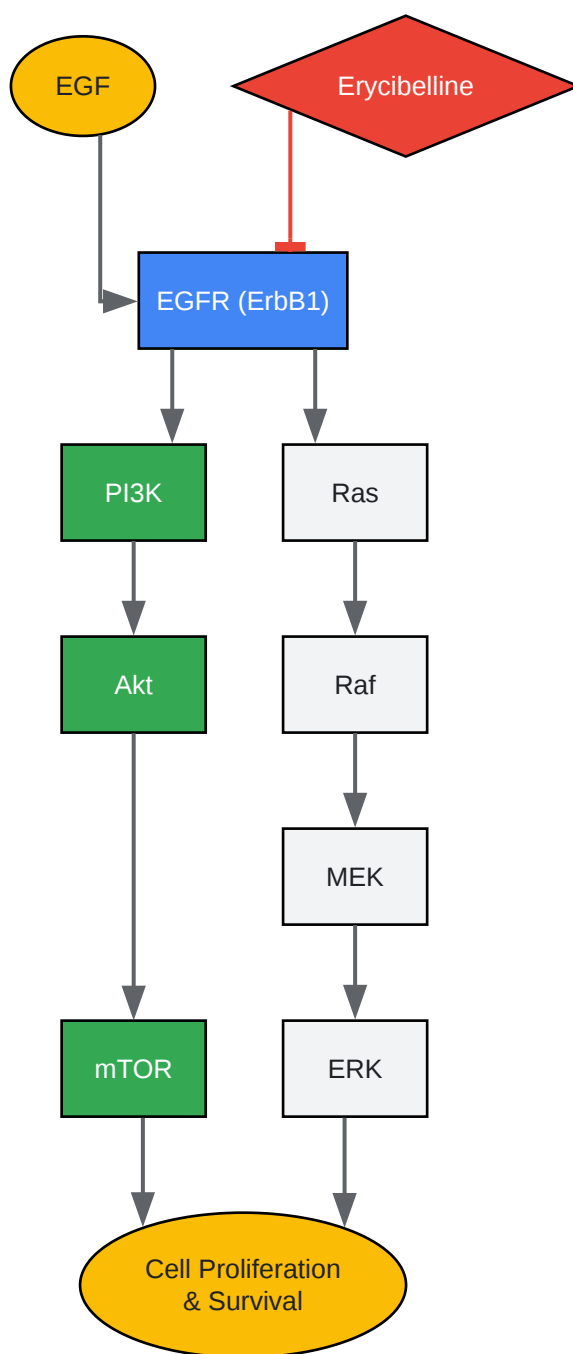 EGF
Erycibelline
EGFR (ErbB1)
PI3K
Ras
Akt
Raf
MEK
mTOR
ERK
Cell Proliferation
& Survival